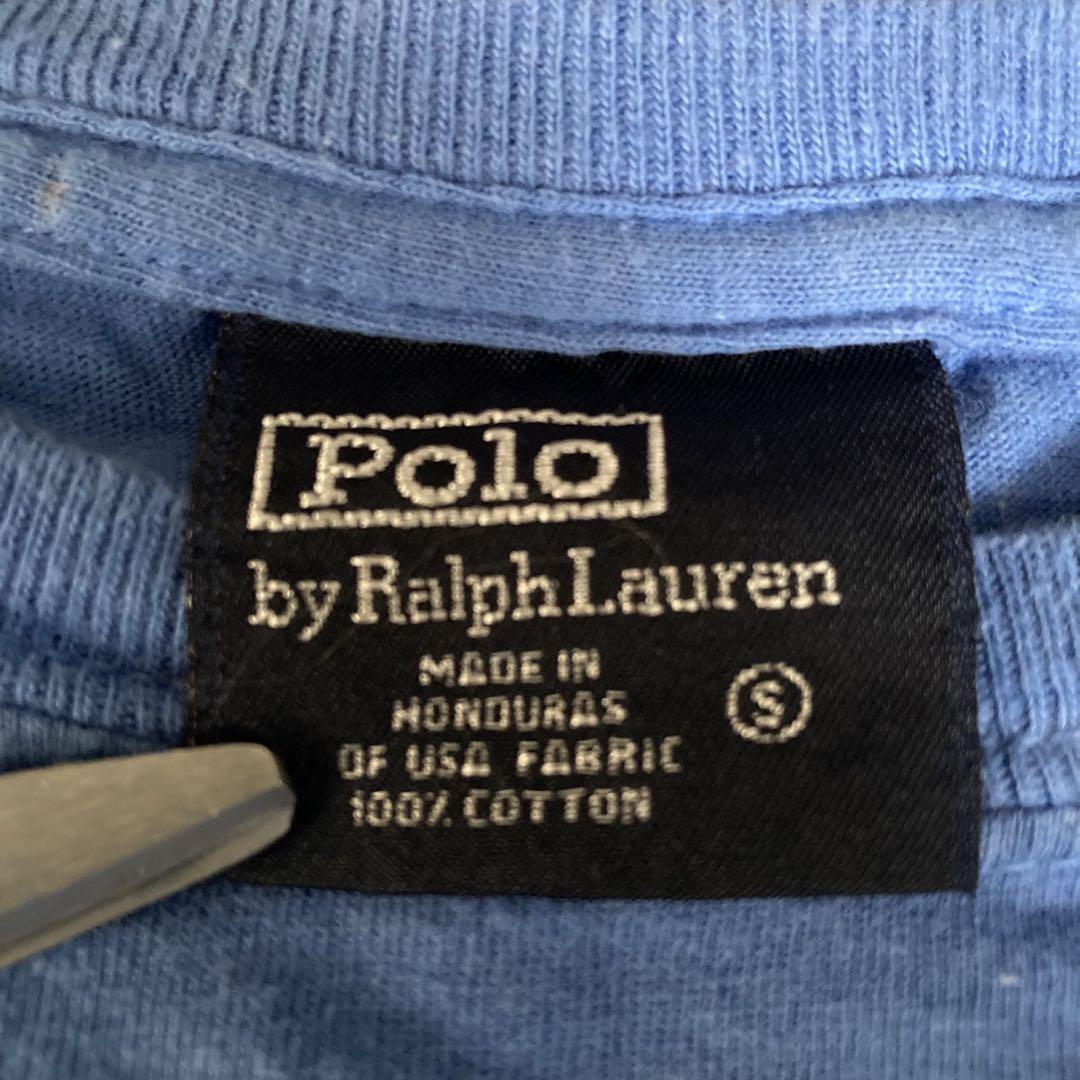 Polo
by Ralph Lauren
MADE IN
HONDURAS
OF USA FABRIC
100% COTTON
S